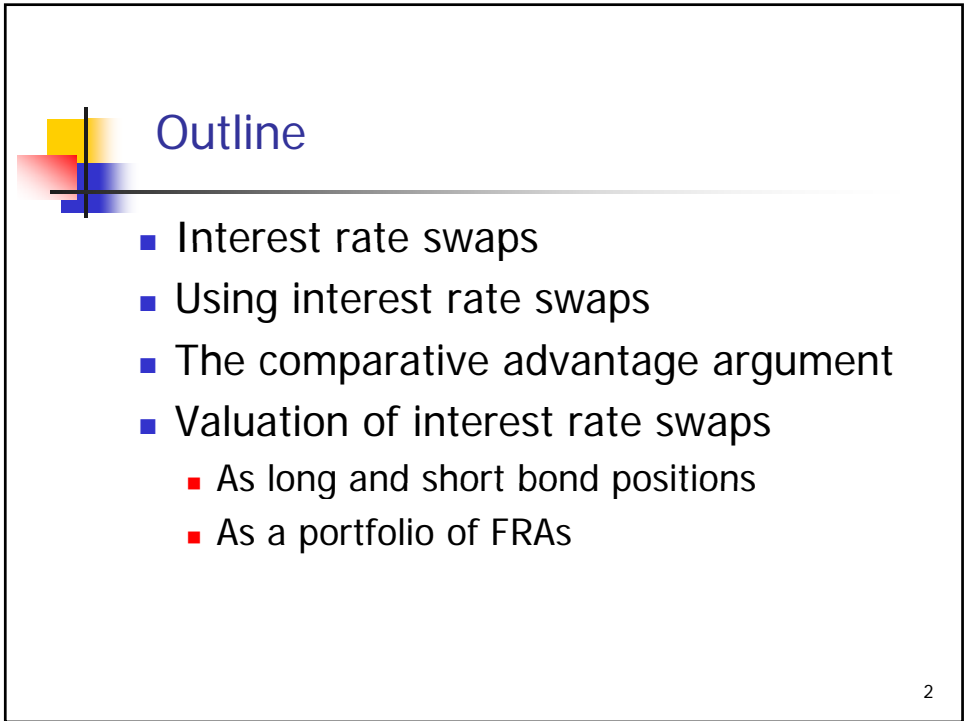 Outline
Interest rate swaps
Using interest rate swaps
The comparative advantage argument
Valuation of interest rate swaps
As long and short bond positions
As a portfolio of FRAs
2